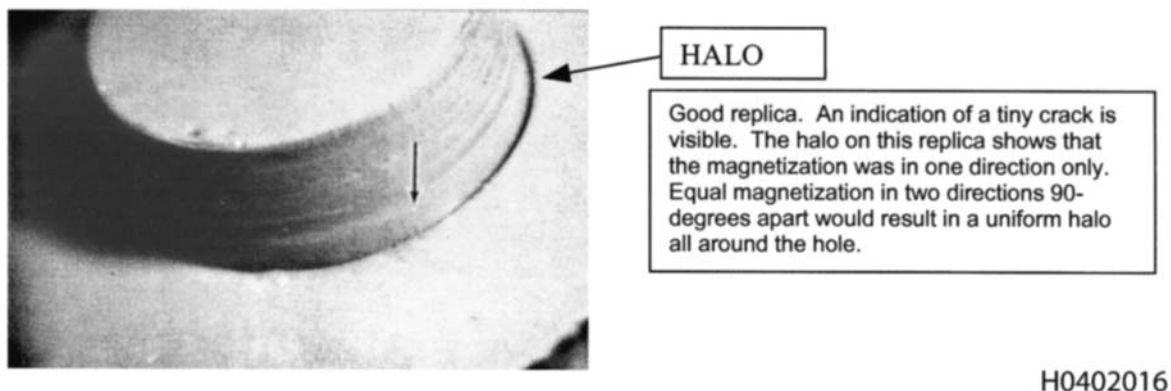 HALO
Good replica. An indication of a tiny crack is
visible. The halo on this replica shows that
the magnetization was in one direction only.
Equal magnetization in two directions 90-
degrees apart would result in a uniform halo
all around the hole.
H0402016